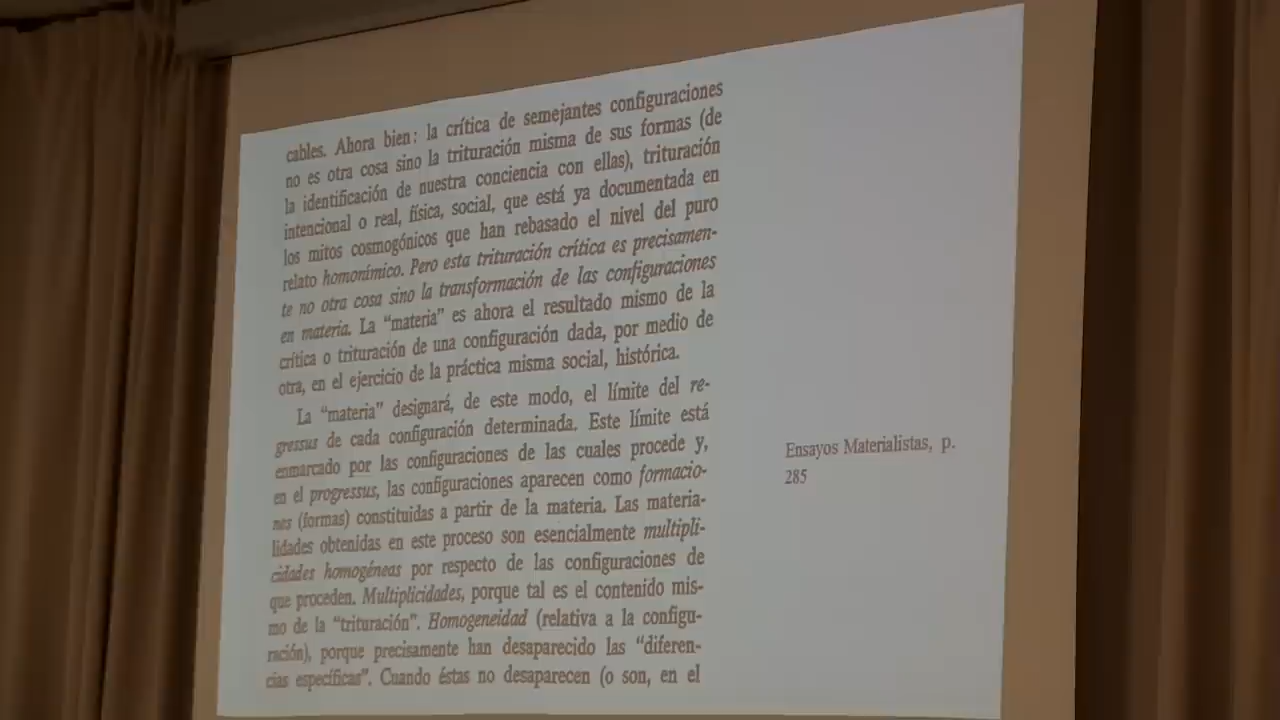 cables. Ahora bien: la crítica de semejantes configuraciones
no es otra cosa sino la trituración misma de sus formas (de
la identificación de nuestra conciencia con ellas), trituración
intencional o real, física, social, que está ya documentada en
los mitos cosmogónicos que han rebasado el nivel del puro
relato homonímico. Pero esta trituración crítica es precisamen-
te no otra cosa sino la transformación de las configuraciones
en materia. La “materia” es ahora el resultado mismo de la
crítica o trituración de una configuración dada, por medio de
otra, en el ejercicio de la práctica misma social, histórica.
La “materia” designará, de este modo, el límite del re-
gressus de cada configuración determinada. Este límite está
enmarcado por las configuraciones de las cuales procede y,
en el progressus, las configuraciones aparecen como formacio-
nes (formas) constituidas a partir de la materia. Las materia-
lidades obtenidas en este proceso son esencialmente multipli-
cidades homogéneas por respecto de las configuraciones de
que proceden. Multiplicidades, porque tal es el contenido mis-
mo de la “trituración”. Homogeneidad (relativa a la configu-
ración), porque precisamente han desaparecido las “diferen-
cias específicas”. Cuando éstas no desaparecen (o son, en el
Ensayos Materialistas, p.
285